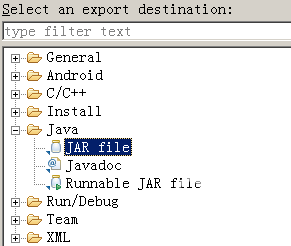 Select an export destination:
type filter text
General
Android
C/C++
Install
Java
JAR file
Javadoc
Runnable JAR file
Run/Debug
Team
XML